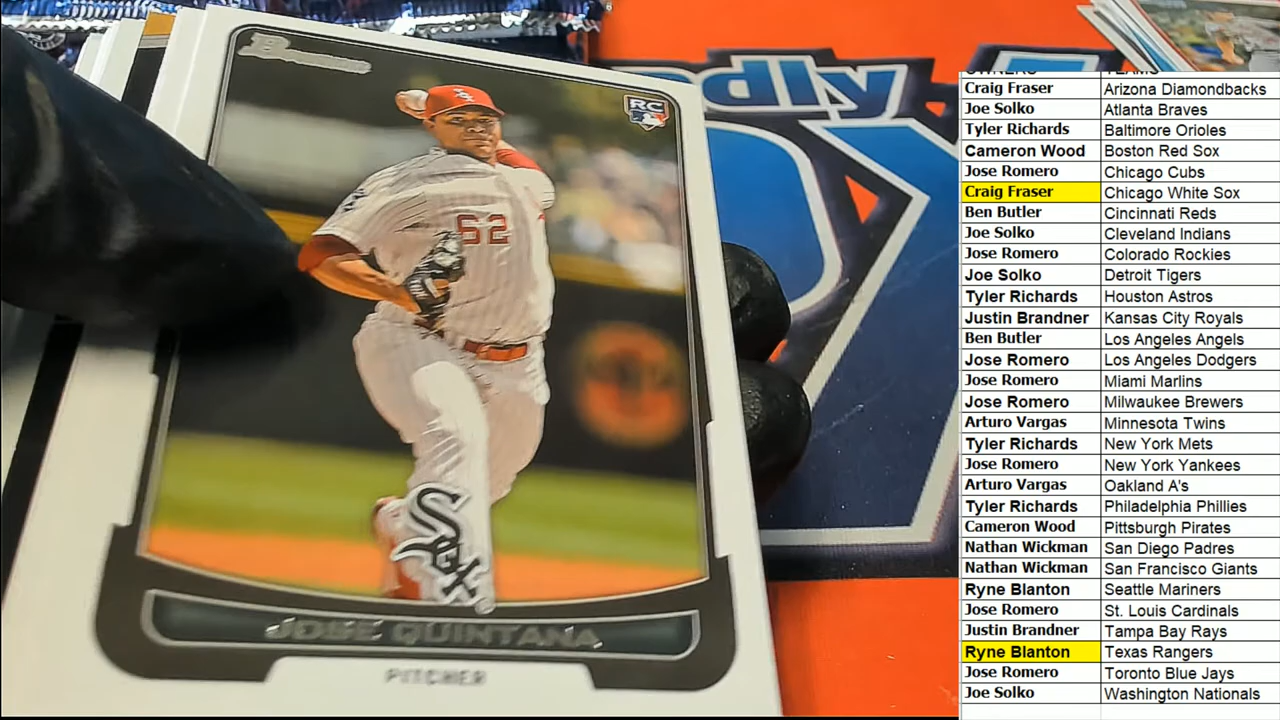 Bowman
RC
62
Sox
JOSE QUINTANA
PITCHER
dly
Craig Fraser Arizona Diamondbacks
Joe Solko Atlanta Braves
Tyler Richards Baltimore Orioles
Cameron Wood Boston Red Sox
Jose Romero Chicago Cubs
Craig Fraser Chicago White Sox
Ben Butler Cincinnati Reds
Joe Solko Cleveland Indians
Jose Romero Colorado Rockies
Joe Solko Detroit Tigers
Tyler Richards Houston Astros
Justin Brandner Kansas City Royals
Ben Butler Los Angeles Angels
Jose Romero Los Angeles Dodgers
Jose Romero Miami Marlins
Jose Romero Milwaukee Brewers
Arturo Vargas Minnesota Twins
Tyler Richards New York Mets
Jose Romero New York Yankees
Arturo Vargas Oakland A's
Tyler Richards Philadelphia Phillies
Cameron Wood Pittsburgh Pirates
Nathan Wickman San Diego Padres
Nathan Wickman San Francisco Giants
Ryne Blanton Seattle Mariners
Jose Romero St. Louis Cardinals
Justin Brandner Tampa Bay Rays
Ryne Blanton Texas Rangers
Jose Romero Toronto Blue Jays
Joe Solko Washington Nationals